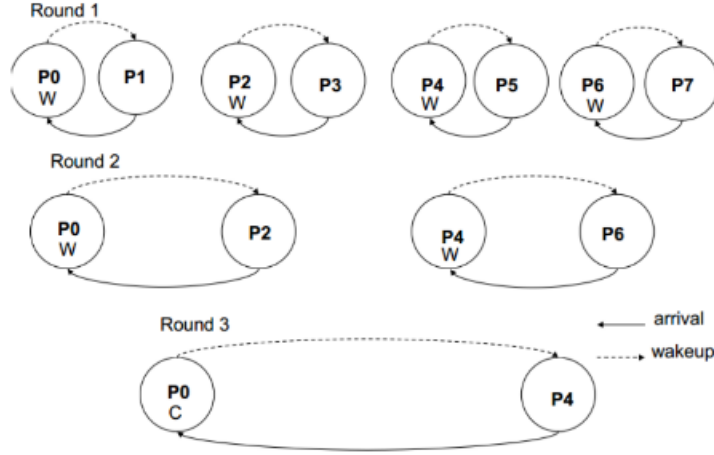 Round 1
P0 P1 P2 P3 P4 P5 P6 P7
W W W W
Round 2
P0 P2 P4 P6
W W
Round 3
arrival
wakeup
P0 P4
C